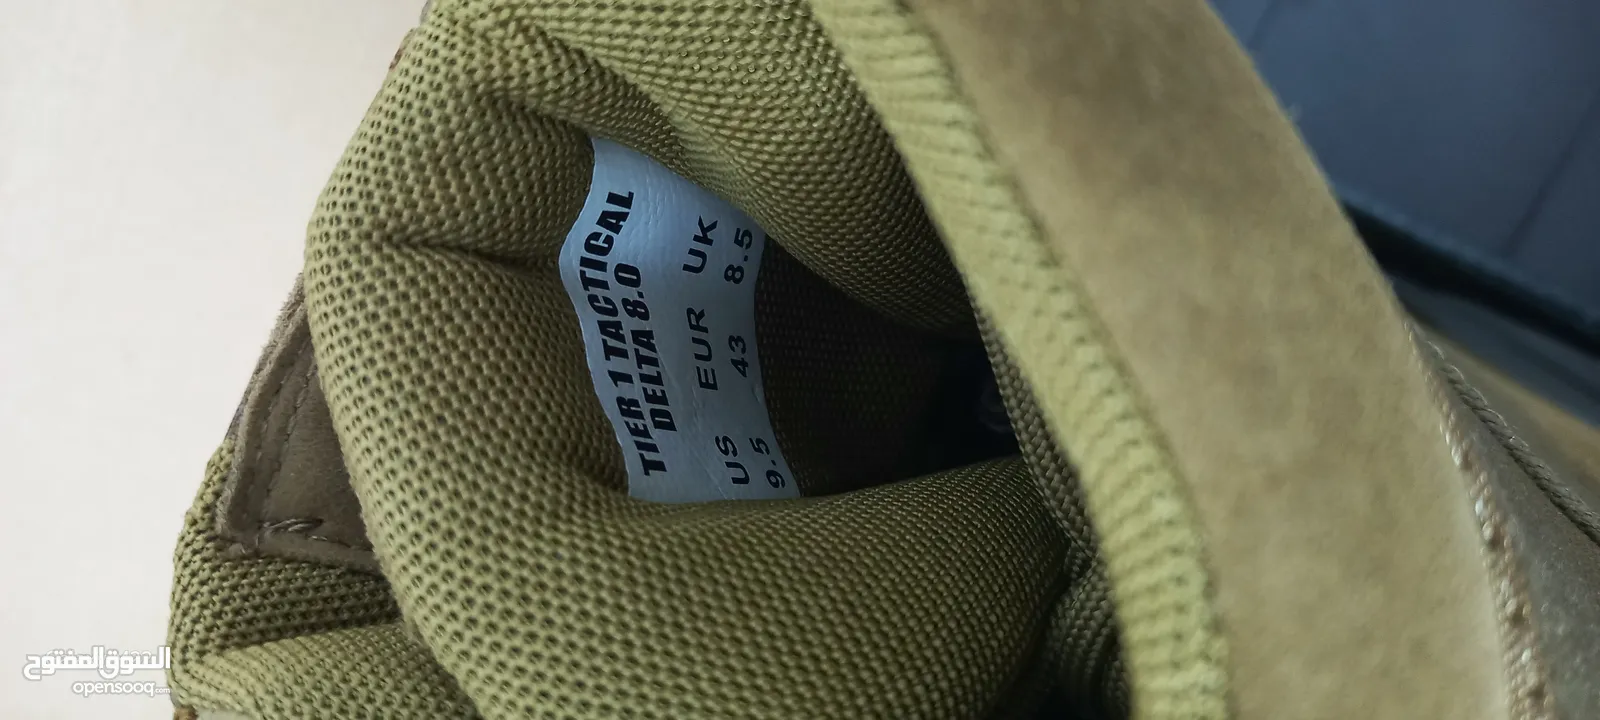 TIER 1 TACTICAL
DELTA 8.0
US EUR UK
9.5 43 8.5
السوق المفتوح
opensooq.com